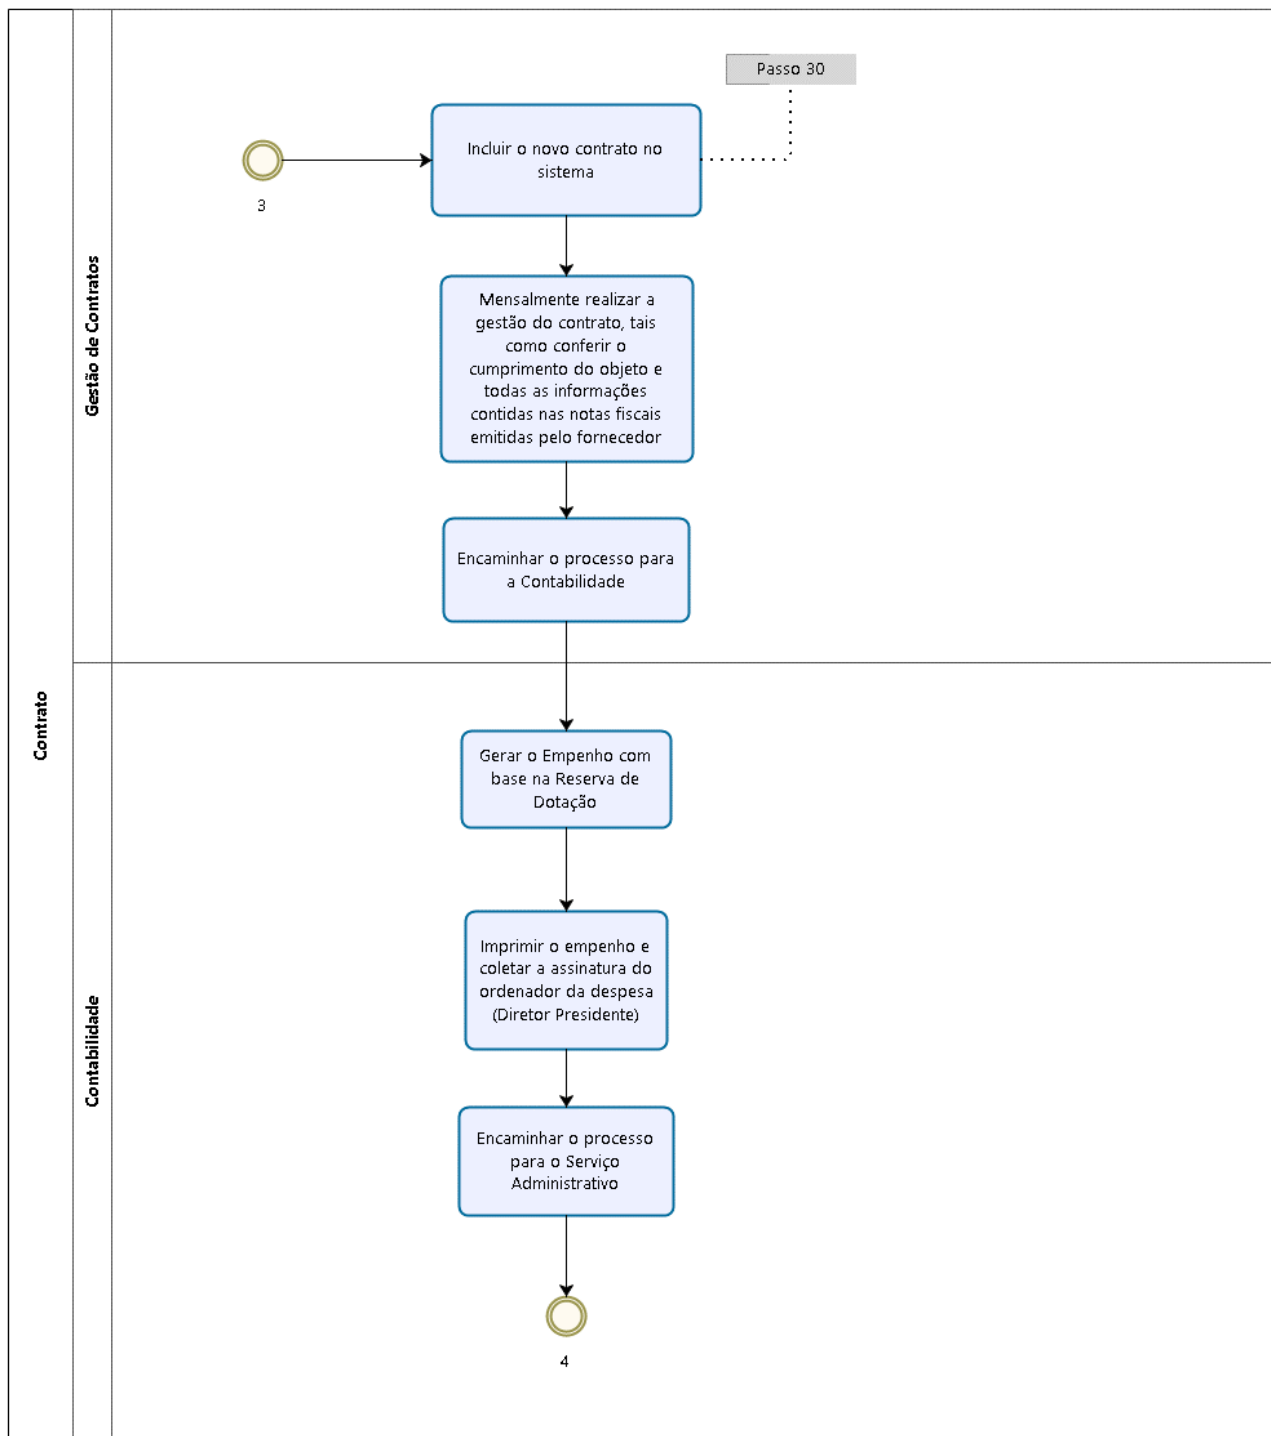 Contrato
Gestão de Contratos
Passo 30
Incluir o novo contrato no
sistema
3
Mensalmente realizar a
gestão do contrato, tais
como conferir o
cumprimento do objeto e
todas as informações
contidas nas notas fiscais
emitidas pelo fornecedor
Encaminhar o processo para
a Contabilidade
Contabilidade
Gerar o Empenho com
base na Reserva de
Dotação
Imprimir o empenho e
coletar a assinatura do
ordenador da despesa
(Diretor Presidente)
Encaminhar o processo
para o Serviço
Administrativo
4